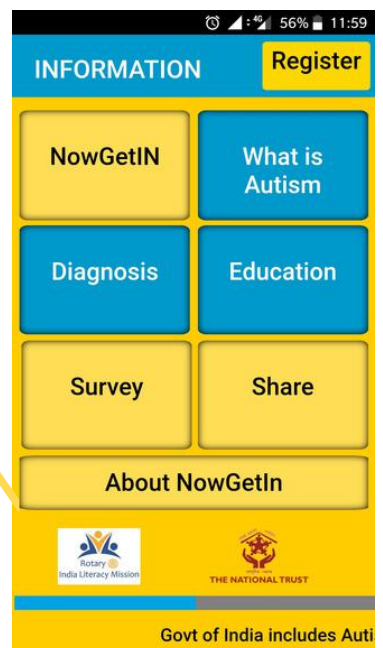 4G 56% 11:59
INFORMATION
Register
NowGetIN
What is
Autism
Diagnosis
Education
Survey
Share
About NowGetIn
Rotary
India Literacy Mission
THE NATIONAL TRUST
Govt of India includes Auti